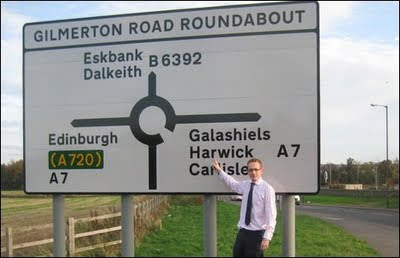 GILMERTON ROAD ROUNDABOUT
Eskbank
Dalkeith
B6392
Edinburgh
(A720)
A7
Galashiels
Harwick
Carlisle
A7